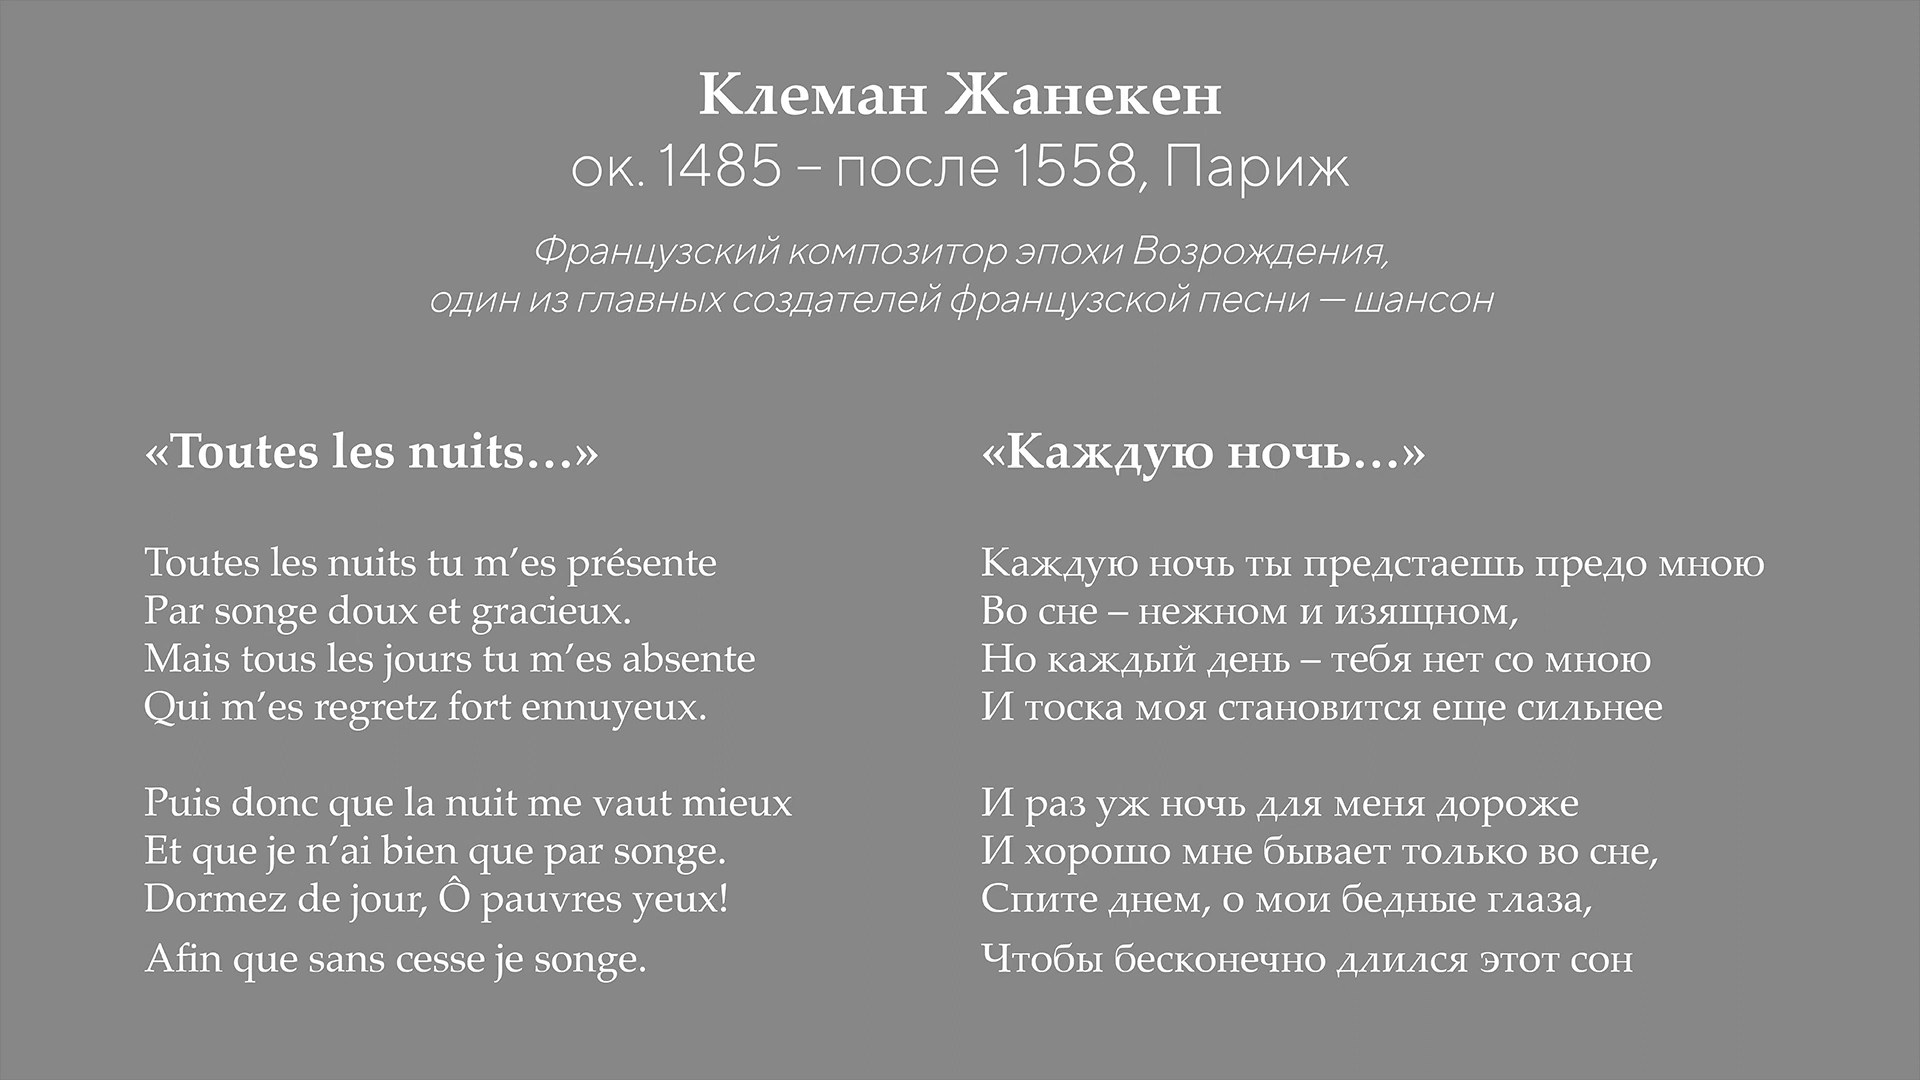 Клеман Жанекен
ок. 1485 – после 1558, Париж
Французский композитор эпохи Возрождения,
один из главных создателей французской песни — шансон
«Toutes les nuits…»
Toutes les nuits tu m’es présente
Par songe doux et gracieux.
Mais tous les jours tu m’es absente
Qui m’es regretz fort ennuyeux.
Puis donc que la nuit me vaut mieux
Et que je n’ai bien que par songe.
Dormez de jour, Ô pauvres yeux!
Afin que sans cesse je songe.
«Каждую ночь…»
Каждую ночь ты предстаешь предо мною
Во сне – нежном и изящном,
Но каждый день – тебя нет со мною
И тоска моя становится еще сильнее
И раз уж ночь для меня дороже
И хорошо мне бывает только во сне,
Спите днем, о мои бедные глаза,
Чтобы бесконечно длился этот сон